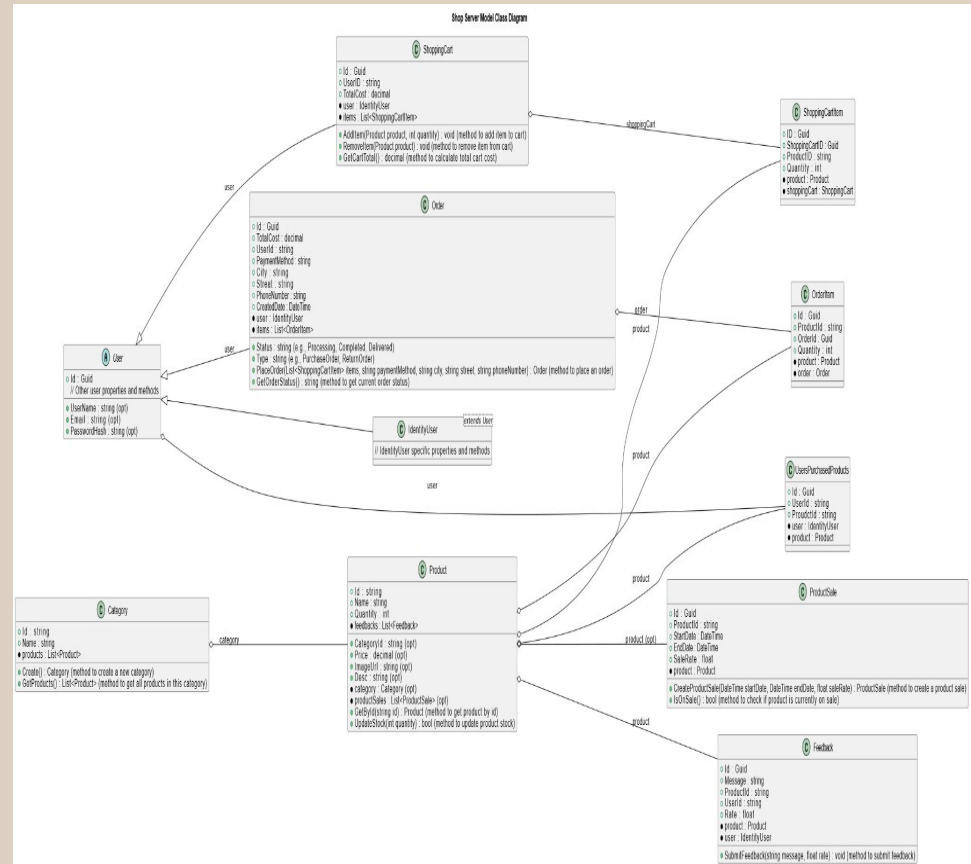 Shop Server Model Class Diagram
C ShoppingCart
Id : Guid
UserID : string
TotalCost : decimal
user : IdentityUser
items : List<ShoppingCartItem>
AddItem(Product product, int quantity) : void (method to add item to cart)
RemoveItem(Product product) : void (method to remove item from cart)
GetCartTotal() : decimal (method to calculate total cart cost)
shoppingCart
C ShoppingCartItem
ID : Guid
ShoppingCartID : Guid
ProductID : string
Quantity : int
product : Product
shoppingCart : ShoppingCart
user
C Order
Id : Guid
TotalCost : decimal
UserId : string
PaymentMethod : string
City : string
Street : string
PhoneNumber : string
CreatedDate : DateTime
user : IdentityUser
items : List<OrderItem>
Status : string (e.g., Processing, Completed, Delivered)
Type : string (e.g., PurchaseOrder, ReturnOrder)
PlaceOrder(List<ShoppingCartItem> items, string paymentMethod, string city, string street, string phoneNumber) : Order (method to place an order)
GetOrderStatus() : string (method to get current order status)
order
product
C OrderItem
Id : Guid
ProductId : string
OrderId : Guid
Quantity : int
product : Product
order : Order
user
A User
Id : Guid
// Other user properties and methods
UserName : string (opt)
Email : string (opt)
PasswordHash : string (opt)
C IdentityUser
extends User
// IdentityUser specific properties and methods
product
user
C UsersPurchasedProducts
Id : Guid
UserId : string
ProudctId : string
user : IdentityUser
product : Product
C Category
Id : string
Name : string
products : List<Product>
Create() : Category (method to create a new category)
GetProducts() : List<Product> (method to get all products in this category)
category
C Product
Id : string
Name : string
Quantity : int
feedbacks : List<Feedback>
CategoryId : string (opt)
Price : decimal (opt)
ImageUrl : string (opt)
Desc : string (opt)
category : Category (opt)
productSales : List<ProductSale> (opt)
GetById(string id) : Product (method to get product by id)
UpdateStock(int quantity) : bool (method to update product stock)
product
product (opt)
C ProductSale
Id : Guid
ProductId : string
StartDate : DateTime
EndDate : DateTime
SaleRate : float
product : Product
CreateProductSale(DateTime startDate, DateTime endDate, float saleRate) : ProductSale (method to create a product sale)
IsOnSale() : bool (method to check if product is currently on sale)
product
C Feedback
Id : Guid
Message : string
ProductId : string
UserId : string
Rate : float
product : Product
user : IdentityUser
SubmitFeedback(string message, float rate) : void (method to submit feedback)